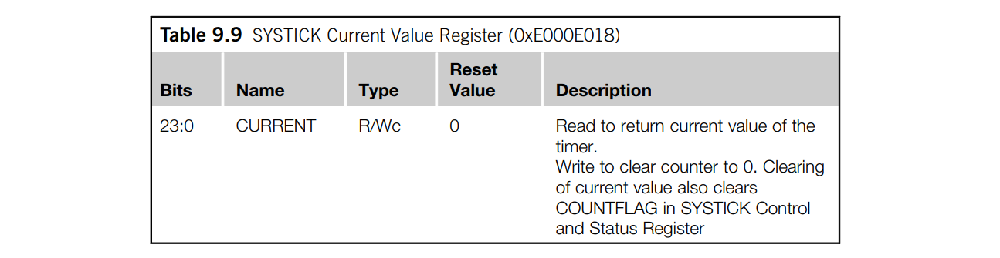 Table 9.9 SYSTICK Current Value Register (0xE000E018)
Bits Name Type Reset Value Description
23:0 CURRENT R/Wc 0 Read to return current value of the
timer.
Write to clear counter to 0. Clearing
of current value also clears
COUNTFLAG in SYSTICK Control
and Status Register